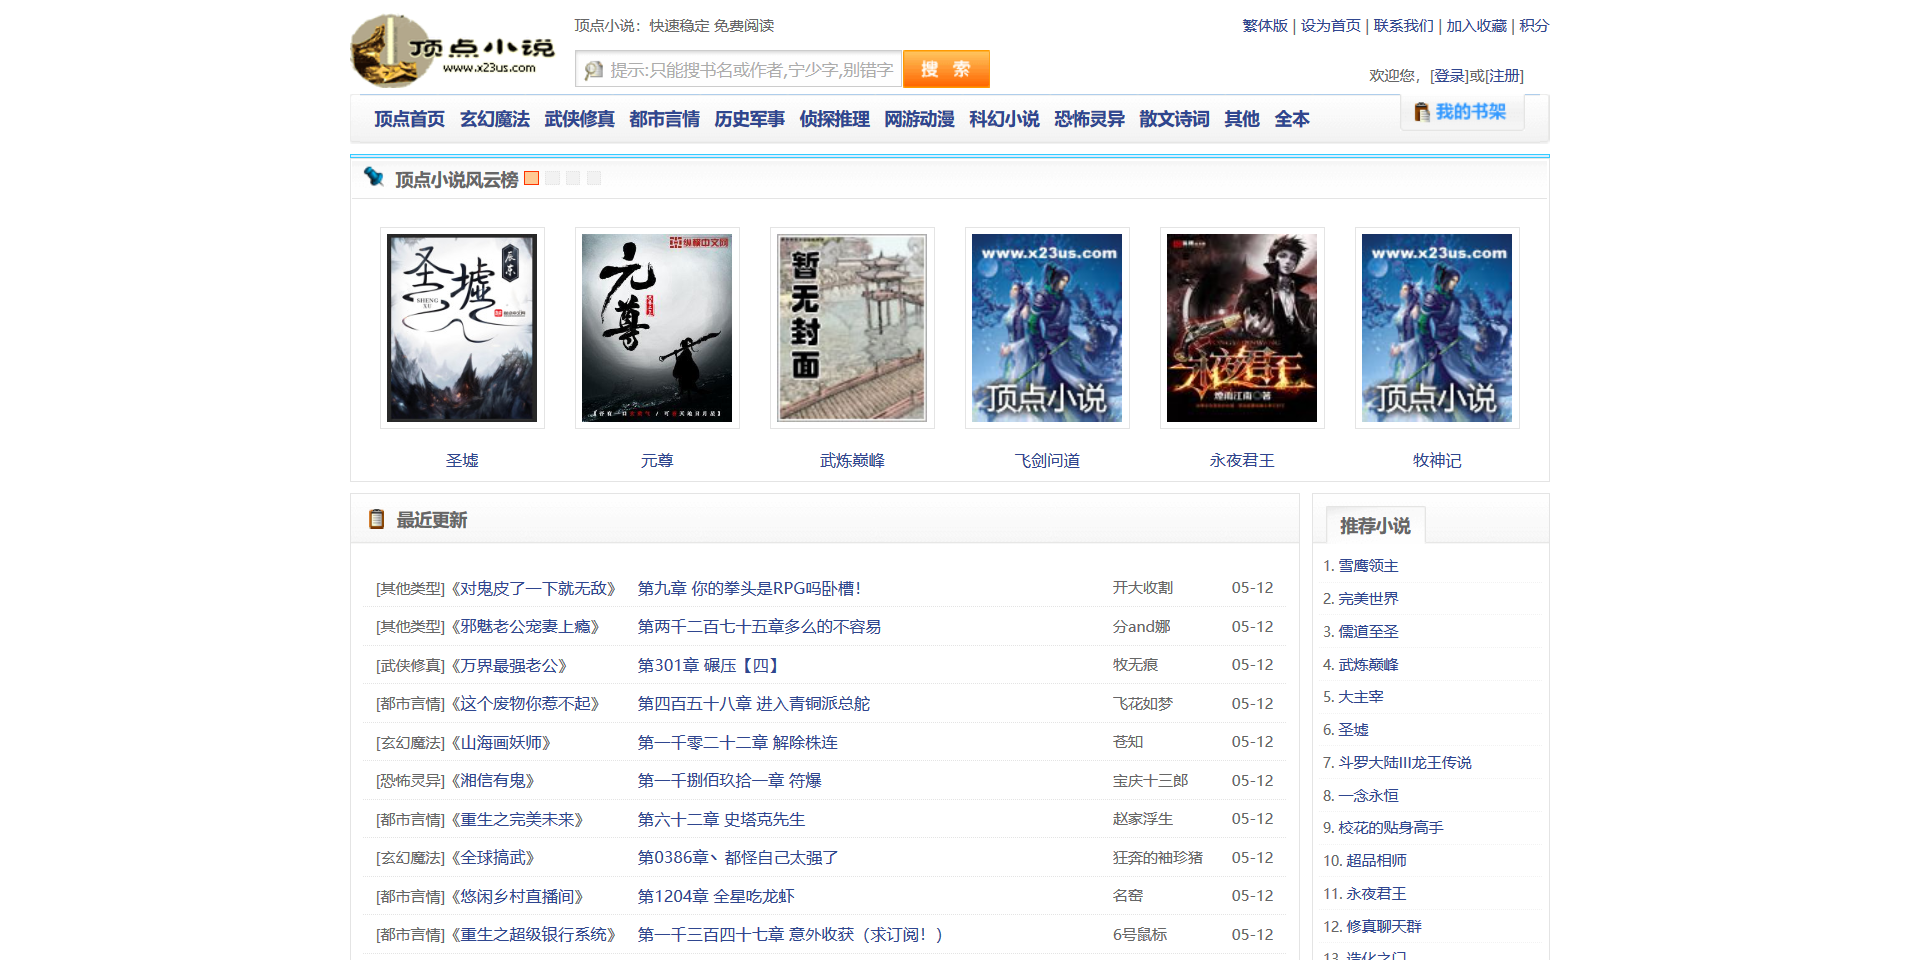 顶点小说
www.x23us.com
顶点小说：快速稳定 免费阅读
繁体版 | 设为首页 | 联系我们 | 加入收藏 | 积分
提示:只能搜书名或作者,宁少字,别错字
搜 索
欢迎您，[登录]或[注册]
顶点首页 玄幻魔法 武侠修真 都市言情 历史军事 侦探推理 网游动漫 科幻小说 恐怖灵异 散文诗词 其他 全本
我的书架
顶点小说风云榜
圣墟
辰东
SHENG XU
元尊
纵横中文网
暂无封面
www.x23us.com
顶点小说
永夜君王
烟雨江南◎著
www.x23us.com
顶点小说
圣墟 元尊 武炼巅峰 飞剑问道 永夜君王 牧神记
最近更新
[其他类型]《对鬼皮了一下就无敌》 第九章 你的拳头是RPG吗卧槽！ 开大收割 05-12
[其他类型]《邪魅老公宠妻上瘾》 第两千二百七十五章多么的不容易 分and娜 05-12
[武侠修真]《万界最强老公》 第301章 碾压【四】 牧无痕 05-12
[都市言情]《这个废物你惹不起》 第四百五十八章 进入青铜派总舵 飞花如梦 05-12
[玄幻魔法]《山海画妖师》 第一千零二十二章 解除株连 苍知 05-12
[恐怖灵异]《湘信有鬼》 第一千捌佰玖拾一章 符爆 宝庆十三郎 05-12
[都市言情]《重生之完美未来》 第六十二章 史塔克先生 赵家浮生 05-12
[玄幻魔法]《全球搞武》 第0386章丶都怪自己太强了 狂奔的袖珍猪 05-12
[都市言情]《悠闲乡村直播间》 第1204章 全星吃龙虾 名窑 05-12
[都市言情]《重生之超级银行系统》 第一千三百四十七章 意外收获（求订阅！） 6号鼠标 05-12
推荐小说
1. 雪鹰领主
2. 完美世界
3. 儒道至圣
4. 武炼巅峰
5. 大主宰
6. 圣墟
7. 斗罗大陆III龙王传说
8. 一念永恒
9. 校花的贴身高手
10. 超品相师
11. 永夜君王
12. 修真聊天群
13. 造化之门